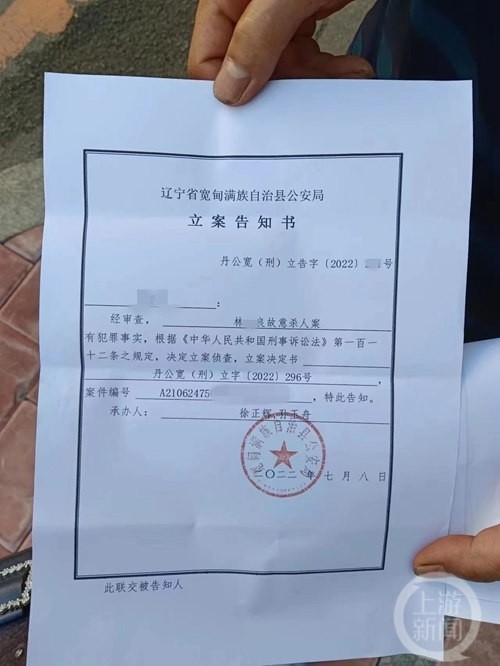 辽宁省宽甸满族自治县公安局
立案告知书
丹公宽（刑）立告字〔2022〕 号
：
经审查， 林 良故意杀人案
有犯罪事实，根据《中华人民共和国刑事诉讼法》第一百一
十二条之规定，决定立案侦查，立案决定书
丹公宽（刑）立字〔2022〕296号 ，
案件编号 A21062475 ，特此告知。
承办人： 徐正辉,孙玉舟
宽甸满族自治县公安局
二〇二二年七月八日
此联交被告知人
上游新闻